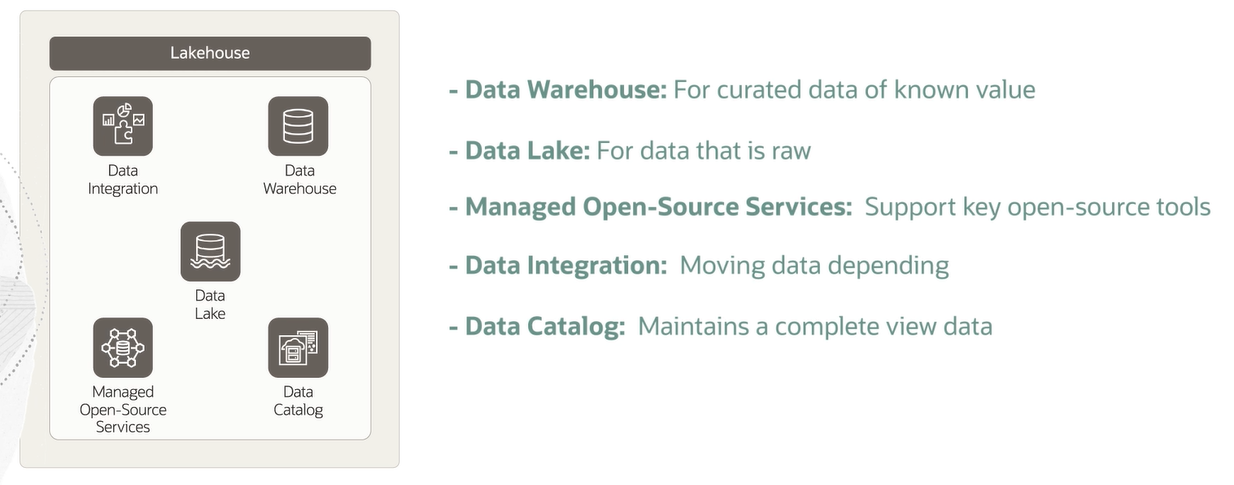 Lakehouse
Data
Integration
Data
Warehouse
Data
Lake
Managed
Open-Source
Services
Data
Catalog
- Data Warehouse: For curated data of known value
- Data Lake: For data that is raw
- Managed Open-Source Services: Support key open-source tools
- Data Integration: Moving data depending
- Data Catalog: Maintains a complete view data